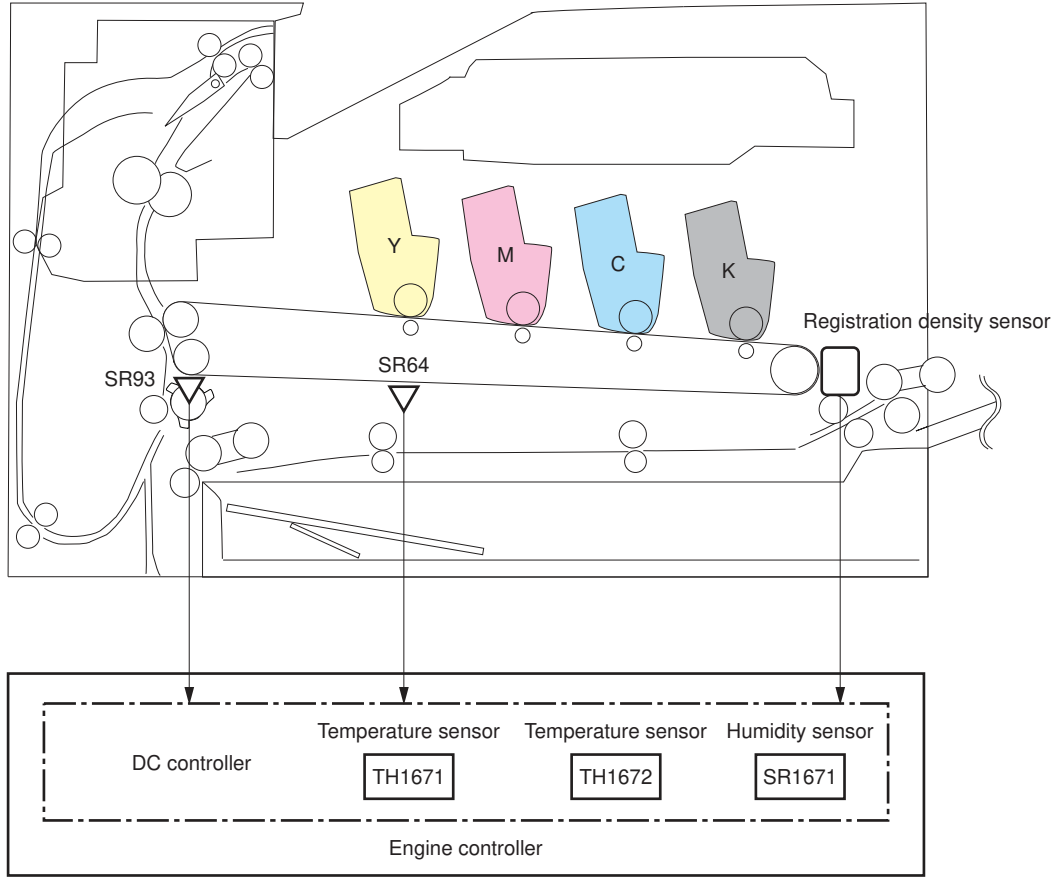 Y
M
C
K
Registration density sensor
SR64
SR93
Temperature sensor Temperature sensor Humidity sensor
DC controller
TH1671 TH1672 SR1671
Engine controller